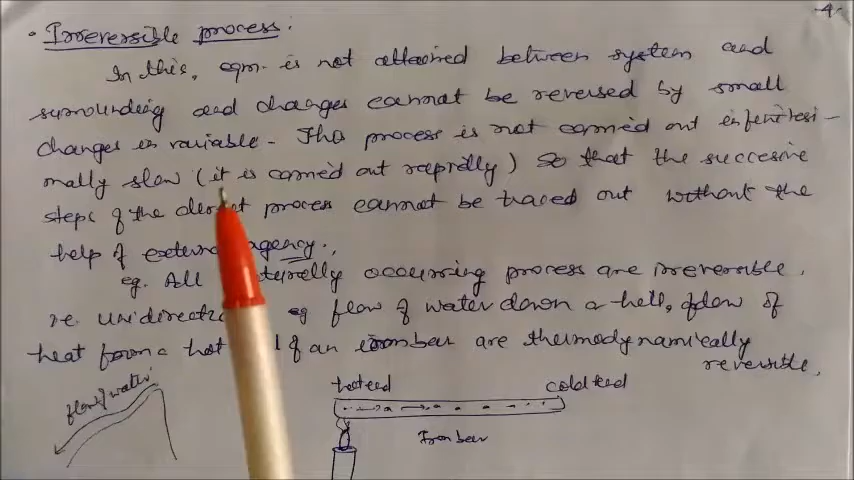 -4-
• Irreversible process:
In this, eqm. is not attained between system and
surrounding and changes cannot be reversed by small
changes in variable - This process is not carried out infinitesi-
mally slow (it is carried out rapidly) so that the succesive
steps of the direct process cannot be traced out without the
help of external agency.,
eg. All naturally occurring process are irreversible.
i.e. unidirectio eg flow of water down a hill, flow of
heat from a hot of an iron bar are thermodynamically
reversible.
flow of water
hot end cold end
Iron bar